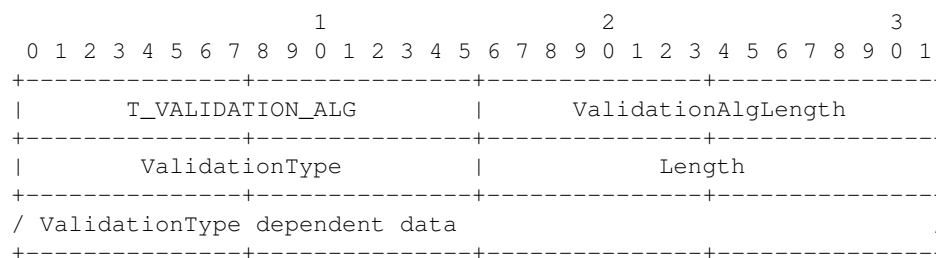 1                   2                   3
 0 1 2 3 4 5 6 7 8 9 0 1 2 3 4 5 6 7 8 9 0 1 2 3 4 5 6 7 8 9 0 1
+---------------+---------------+---------------+--------------
|       T_VALIDATION_ALG        |      ValidationAlgLength
+---------------+---------------+---------------+--------------
|        ValidationType         |            Length
+---------------+---------------+---------------+--------------
/ ValidationType dependent data                               /
+---------------+---------------+---------------+--------------